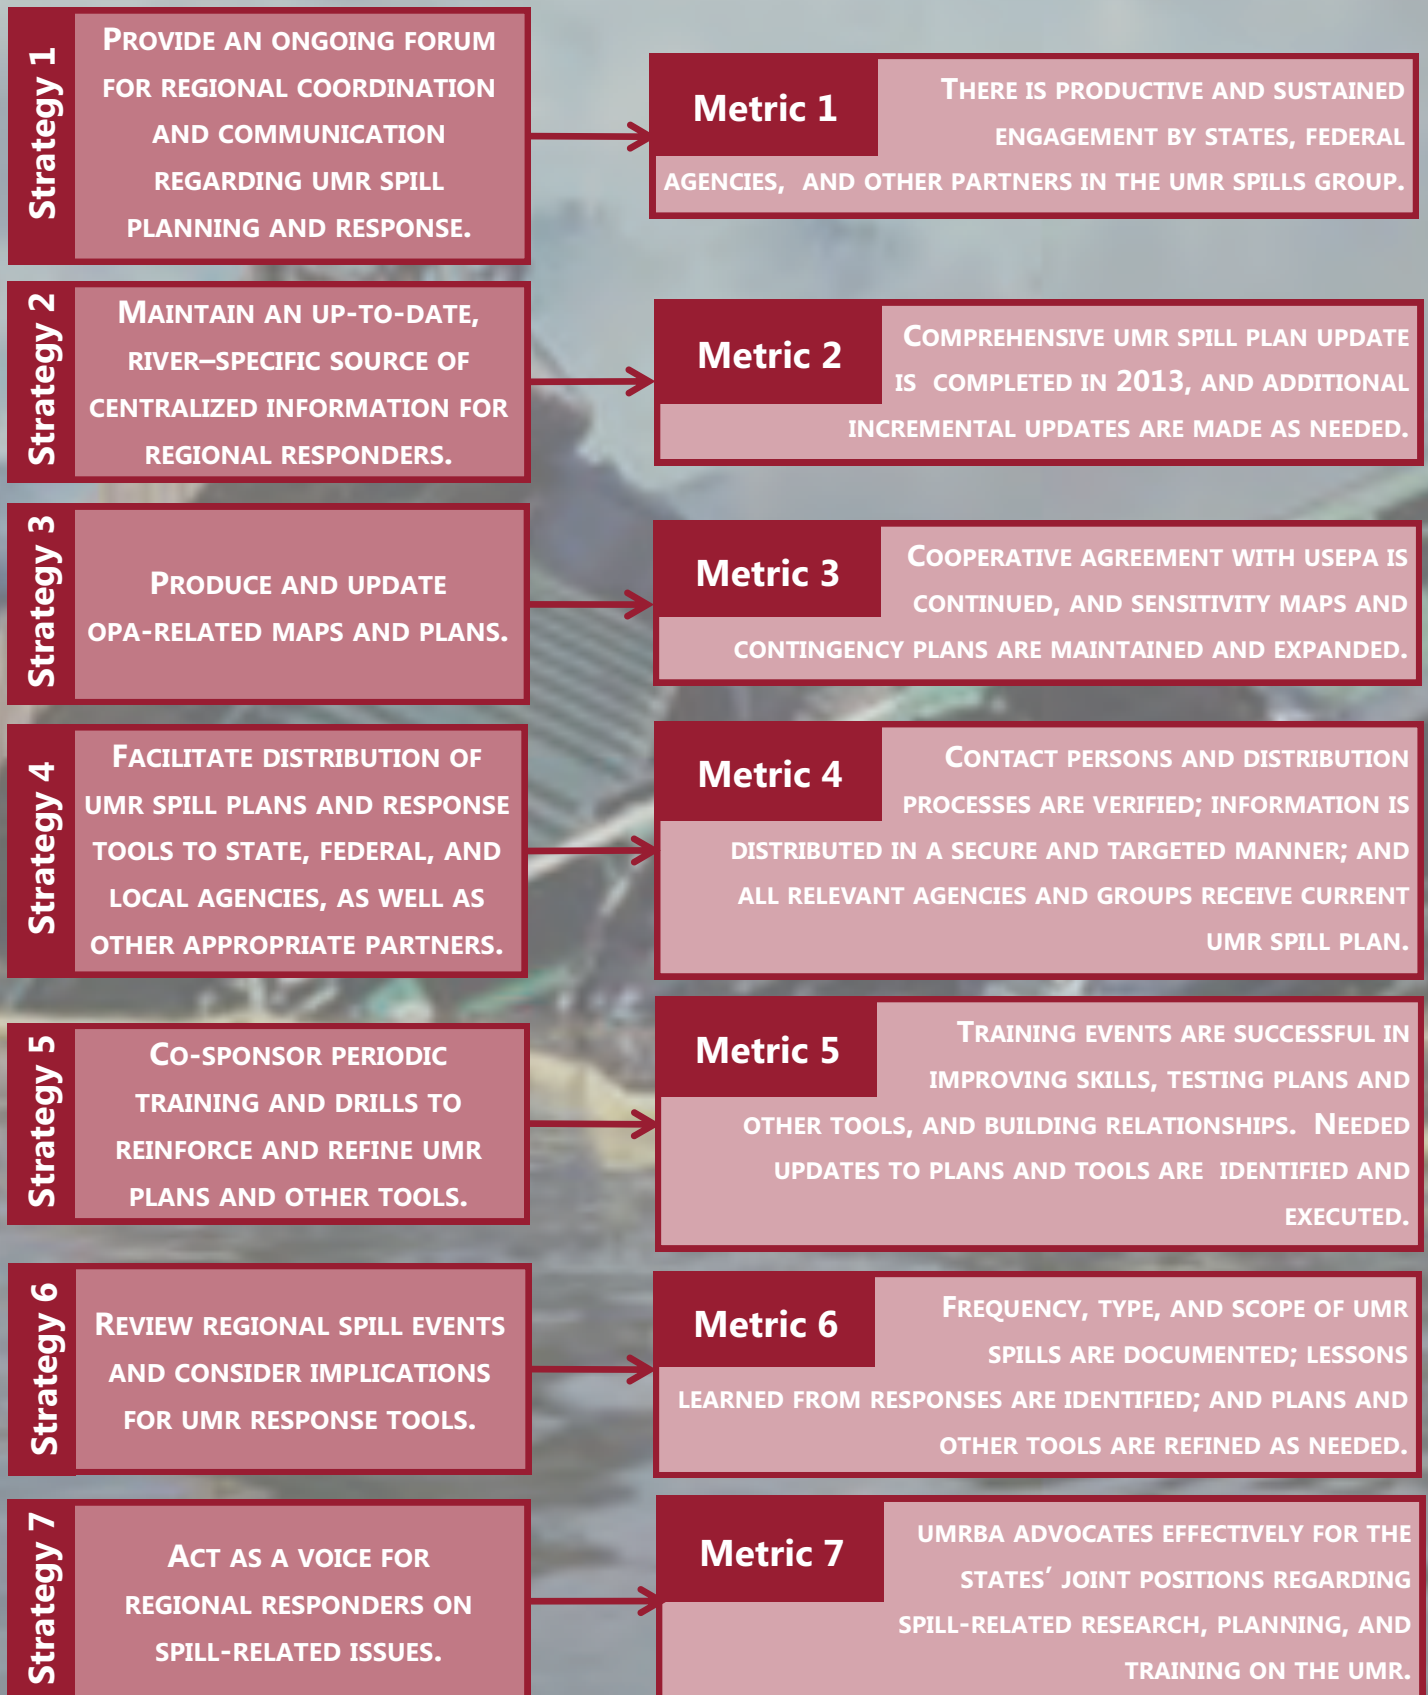 Strategy 1
PROVIDE AN ONGOING FORUM
FOR REGIONAL COORDINATION
AND COMMUNICATION
REGARDING UMR SPILL
PLANNING AND RESPONSE.
Metric 1
THERE IS PRODUCTIVE AND SUSTAINED
ENGAGEMENT BY STATES, FEDERAL
AGENCIES, AND OTHER PARTNERS IN THE UMR SPILLS GROUP.
Strategy 2
MAINTAIN AN UP-TO-DATE,
RIVER–SPECIFIC SOURCE OF
CENTRALIZED INFORMATION FOR
REGIONAL RESPONDERS.
Metric 2
COMPREHENSIVE UMR SPILL PLAN UPDATE
IS COMPLETED IN 2013, AND ADDITIONAL
INCREMENTAL UPDATES ARE MADE AS NEEDED.
Strategy 3
PRODUCE AND UPDATE
OPA-RELATED MAPS AND PLANS.
Metric 3
COOPERATIVE AGREEMENT WITH USEPA IS
CONTINUED, AND SENSITIVITY MAPS AND
CONTINGENCY PLANS ARE MAINTAINED AND EXPANDED.
Strategy 4
FACILITATE DISTRIBUTION OF
UMR SPILL PLANS AND RESPONSE
TOOLS TO STATE, FEDERAL, AND
LOCAL AGENCIES, AS WELL AS
OTHER APPROPRIATE PARTNERS.
Metric 4
CONTACT PERSONS AND DISTRIBUTION
PROCESSES ARE VERIFIED; INFORMATION IS
DISTRIBUTED IN A SECURE AND TARGETED MANNER; AND
ALL RELEVANT AGENCIES AND GROUPS RECEIVE CURRENT
UMR SPILL PLAN.
Strategy 5
CO-SPONSOR PERIODIC
TRAINING AND DRILLS TO
REINFORCE AND REFINE UMR
PLANS AND OTHER TOOLS.
Metric 5
TRAINING EVENTS ARE SUCCESSFUL IN
IMPROVING SKILLS, TESTING PLANS AND
OTHER TOOLS, AND BUILDING RELATIONSHIPS. NEEDED
UPDATES TO PLANS AND TOOLS ARE IDENTIFIED AND
EXECUTED.
Strategy 6
REVIEW REGIONAL SPILL EVENTS
AND CONSIDER IMPLICATIONS
FOR UMR RESPONSE TOOLS.
Metric 6
FREQUENCY, TYPE, AND SCOPE OF UMR
SPILLS ARE DOCUMENTED; LESSONS
LEARNED FROM RESPONSES ARE IDENTIFIED; AND PLANS AND
OTHER TOOLS ARE REFINED AS NEEDED.
Strategy 7
ACT AS A VOICE FOR
REGIONAL RESPONDERS ON
SPILL-RELATED ISSUES.
Metric 7
UMRBA ADVOCATES EFFECTIVELY FOR THE
STATES’ JOINT POSITIONS REGARDING
SPILL-RELATED RESEARCH, PLANNING, AND
TRAINING ON THE UMR.